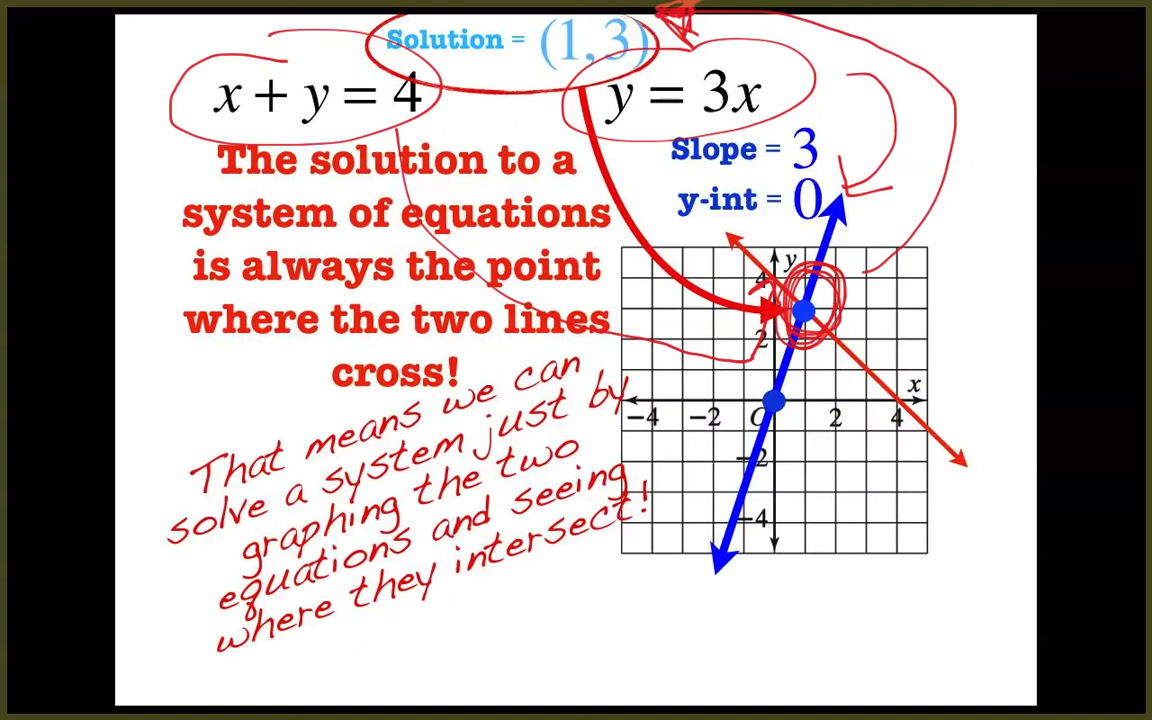 Solution = (1,3)
x + y = 4
y = 3x
Slope = 3
y-int = 0
The solution to a
system of equations
is always the point
where the two lines
cross!
That means we can
solve a system just by
graphing the two
equations and seeing
where they intersect!
y
4
2
x
−4 −2 O 2 4
−2
−4